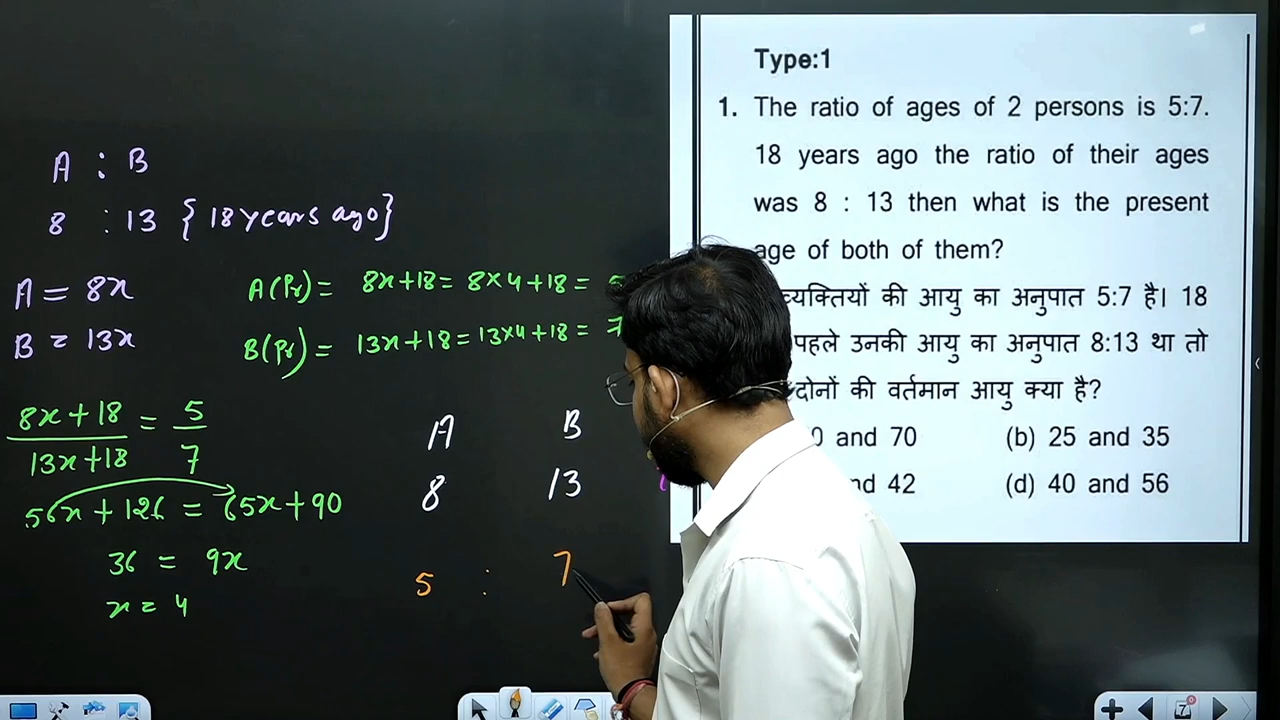 Type:1
1. The ratio of ages of 2 persons is 5:7.
18 years ago the ratio of their ages
was 8 : 13 then what is the present
age of both of them?
व्यक्तियों की आयु का अनुपात 5:7 है। 18
पहले उनकी आयु का अनुपात 8:13 था तो
दोनों की वर्तमान आयु क्या है?
0 and 70 (b) 25 and 35
and 42 (d) 40 and 56
A : B
8 : 13 {18 years ago}
A = 8x
B = 13x
A(Pr) = 8x+18 = 8×4+18 =
B(Pr) = 13x+18 = 13×4+18 = 7
8x+18 = 5
13x+18 7
56x + 126 = 65x+90
36 = 9x
x = 4
A B
8 13
5 : 7